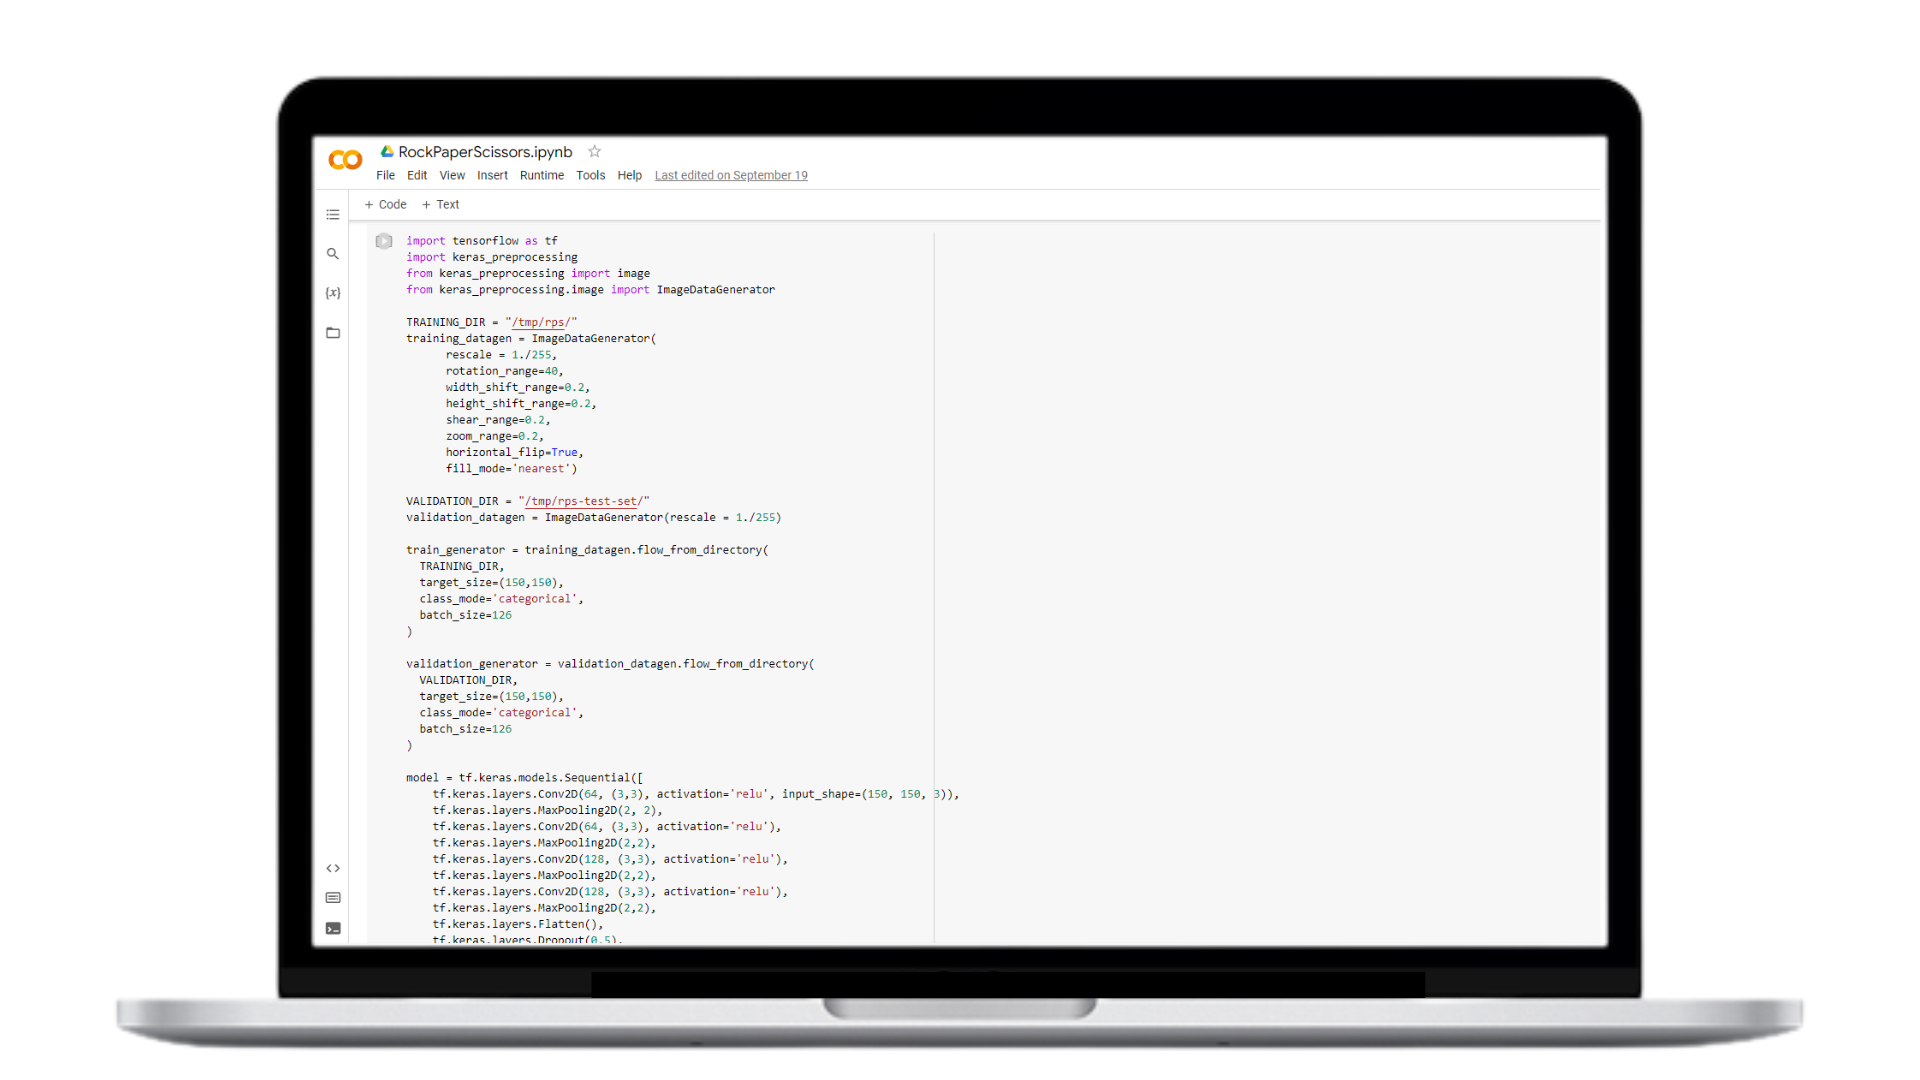 RockPaperScissors.ipynb
File Edit View Insert Runtime Tools Help Last edited on September 19
+ Code + Text
import tensorflow as tf
import keras_preprocessing
from keras_preprocessing import image
from keras_preprocessing.image import ImageDataGenerator
TRAINING_DIR = "/tmp/rps/"
training_datagen = ImageDataGenerator(
rescale = 1./255,
rotation_range=40,
width_shift_range=0.2,
height_shift_range=0.2,
shear_range=0.2,
zoom_range=0.2,
horizontal_flip=True,
fill_mode='nearest')
VALIDATION_DIR = "/tmp/rps-test-set/"
validation_datagen = ImageDataGenerator(rescale = 1./255)
train_generator = training_datagen.flow_from_directory(
TRAINING_DIR,
target_size=(150,150),
class_mode='categorical',
batch_size=126
)
validation_generator = validation_datagen.flow_from_directory(
VALIDATION_DIR,
target_size=(150,150),
class_mode='categorical',
batch_size=126
)
model = tf.keras.models.Sequential([
tf.keras.layers.Conv2D(64, (3,3), activation='relu', input_shape=(150, 150, 3)),
tf.keras.layers.MaxPooling2D(2, 2),
tf.keras.layers.Conv2D(64, (3,3), activation='relu'),
tf.keras.layers.MaxPooling2D(2,2),
tf.keras.layers.Conv2D(128, (3,3), activation='relu'),
tf.keras.layers.MaxPooling2D(2,2),
tf.keras.layers.Conv2D(128, (3,3), activation='relu'),
tf.keras.layers.MaxPooling2D(2,2),
tf.keras.layers.Flatten(),
tf.keras.layers.Dropout(0.5),